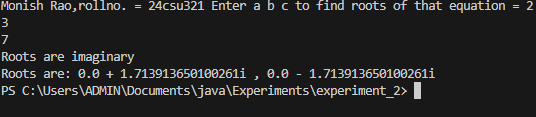 Monish Rao,rollno. = 24csu321 Enter a b c to find roots of that equation = 2
3
7
Roots are imaginary
Roots are: 0.0 + 1.713913650100261i , 0.0 - 1.713913650100261i
PS C:\Users\ADMIN\Documents\java\Experiments\experiment_2>